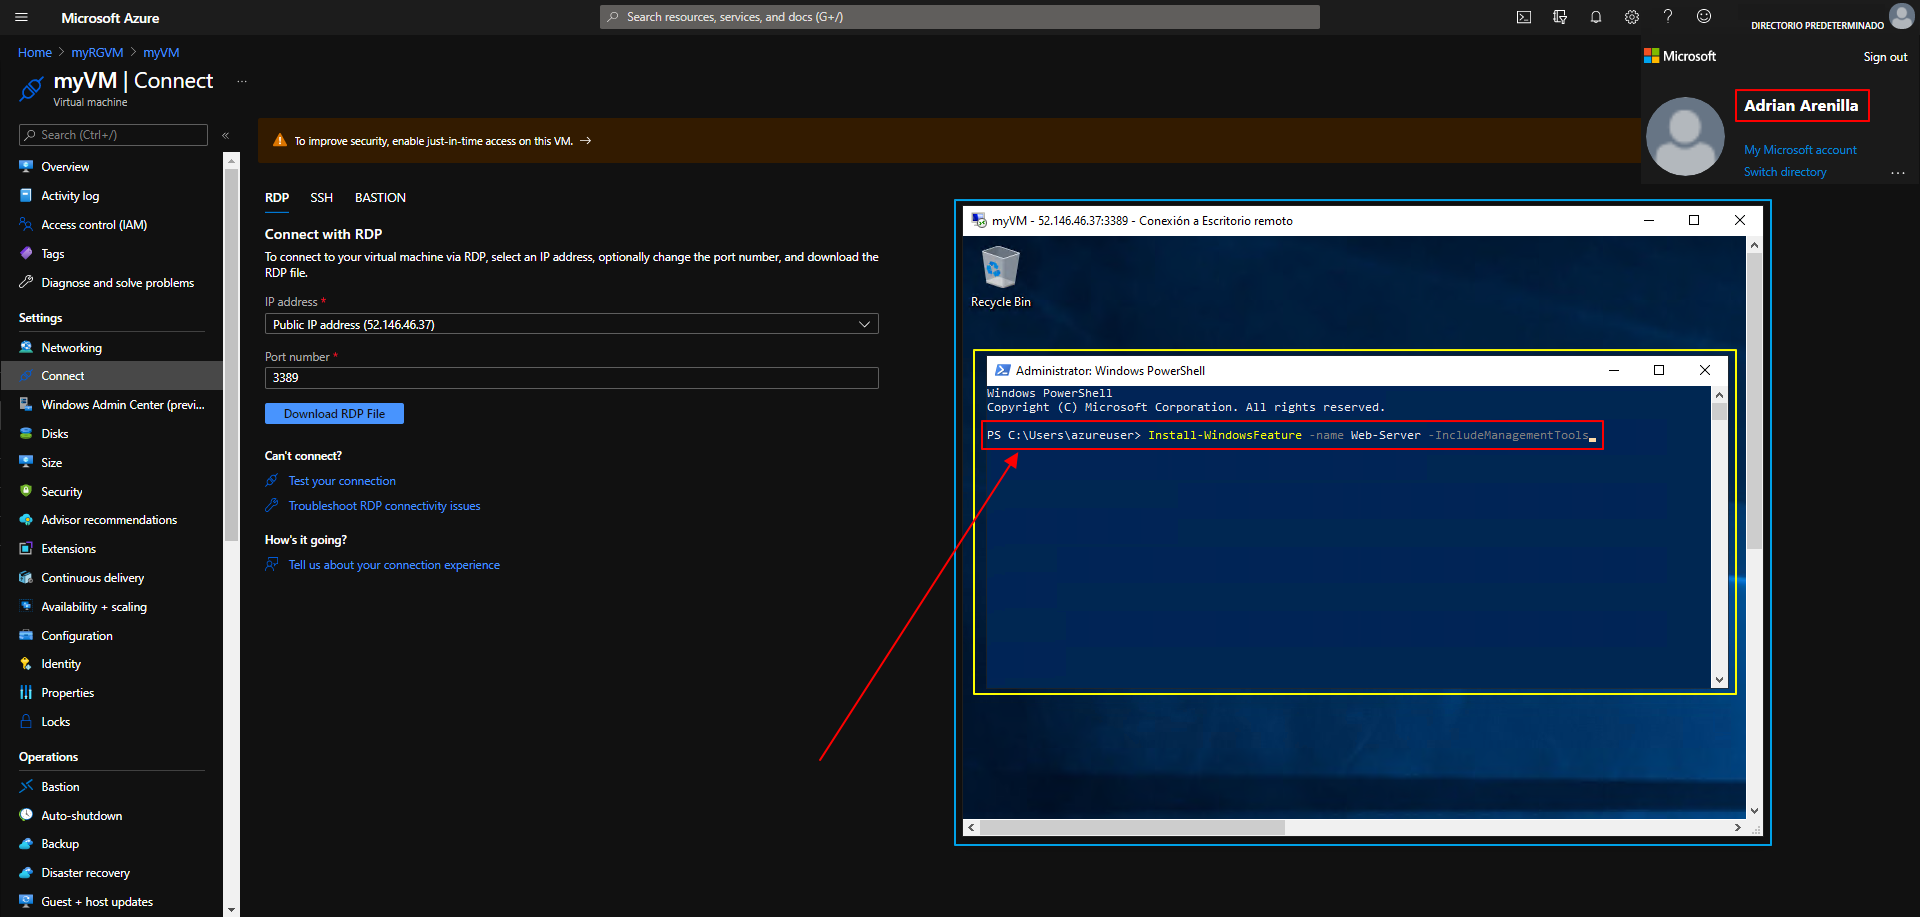 Microsoft Azure
Search resources, services, and docs (G+/)
DIRECTORIO PREDETERMINADO
Home > myRGVM > myVM
myVM | Connect ...
Virtual machine
Microsoft
Sign out
Adrian Arenilla
My Microsoft account
Switch directory
...
Search (Ctrl+/)
«
Overview
Activity log
Access control (IAM)
Tags
Diagnose and solve problems
Settings
Networking
Connect
Windows Admin Center (previ...
Disks
Size
Security
Advisor recommendations
Extensions
Continuous delivery
Availability + scaling
Configuration
Identity
Properties
Locks
Operations
Bastion
Auto-shutdown
Backup
Disaster recovery
Guest + host updates
To improve security, enable just-in-time access on this VM. →
RDP SSH BASTION
Connect with RDP
To connect to your virtual machine via RDP, select an IP address, optionally change the port number, and download the
RDP file.
IP address *
Public IP address (52.146.46.37)
Port number *
3389
Download RDP File
Can't connect?
Test your connection
Troubleshoot RDP connectivity issues
How's it going?
Tell us about your connection experience
myVM - 52.146.46.37:3389 - Conexión a Escritorio remoto
Recycle Bin
Administrator: Windows PowerShell
Windows PowerShell
Copyright (C) Microsoft Corporation. All rights reserved.
PS C:\Users\azureuser> Install-WindowsFeature -name Web-Server -IncludeManagementTools